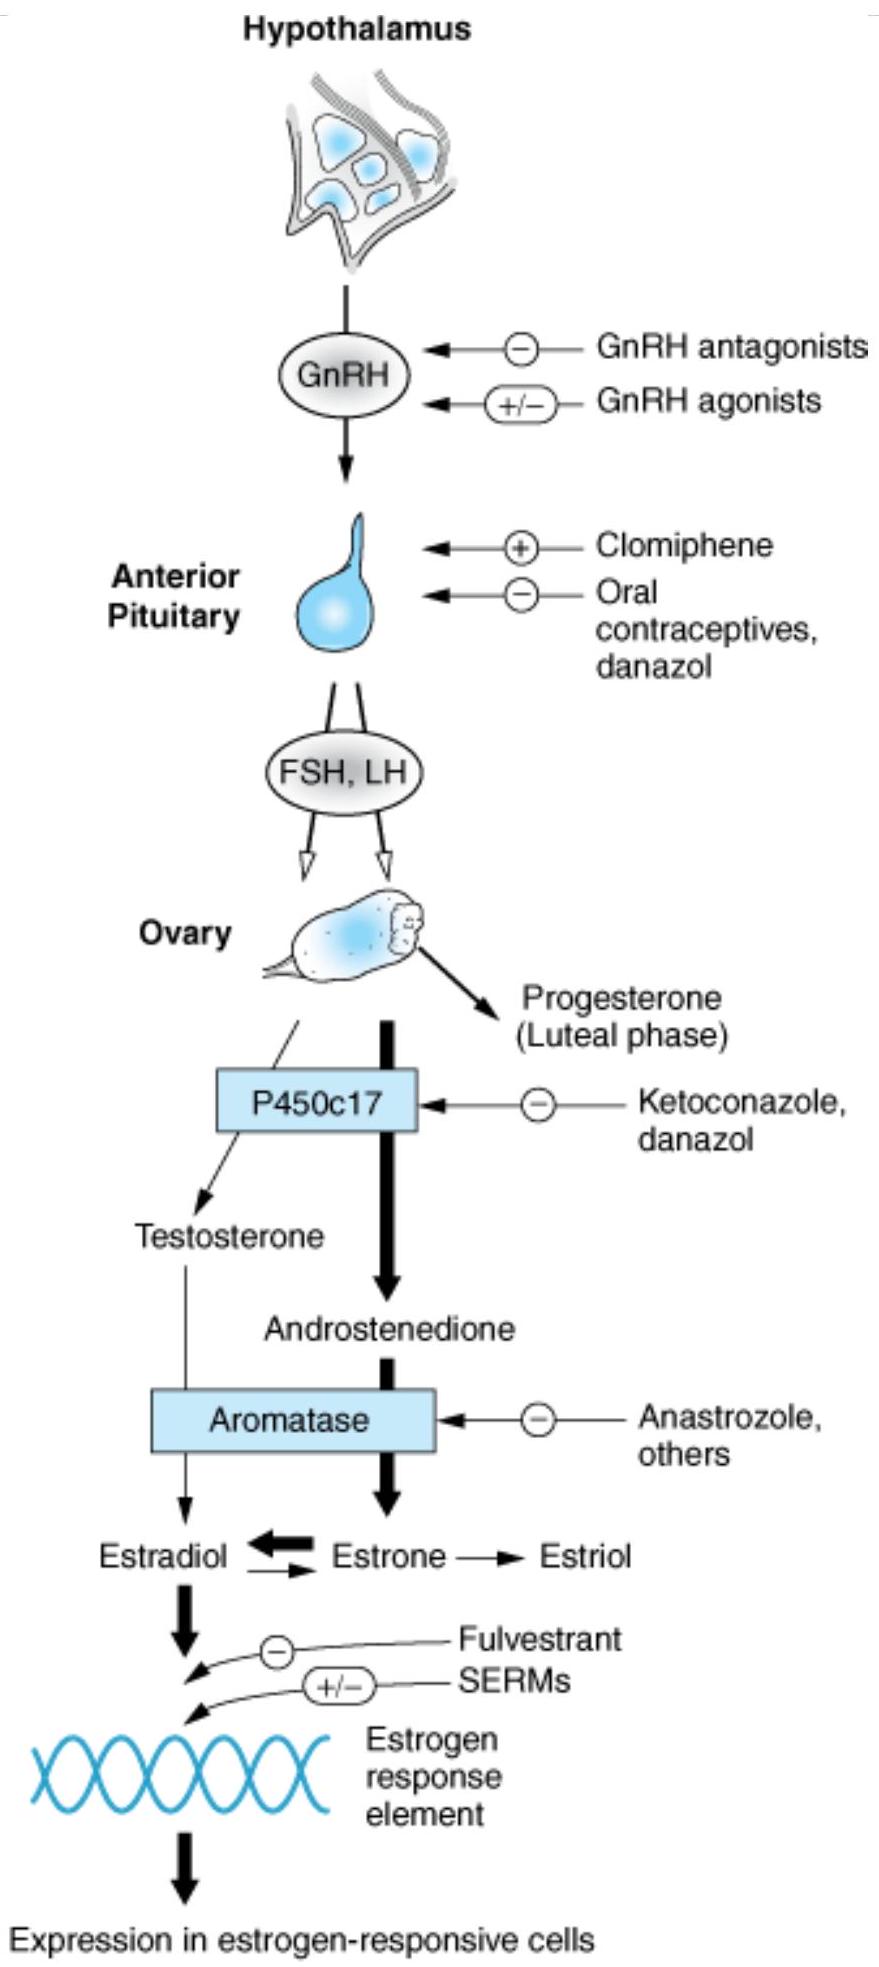 Hypothalamus
GnRH
− GnRH antagonists
+/− GnRH agonists
Anterior
Pituitary
+ Clomiphene
− Oral
contraceptives,
danazol
FSH, LH
Ovary
Progesterone
(Luteal phase)
P450c17
− Ketoconazole,
danazol
Testosterone
Androstenedione
Aromatase
− Anastrozole,
others
Estradiol Estrone Estriol
− Fulvestrant
+/− SERMs
Estrogen
response
element
Expression in estrogen-responsive cells